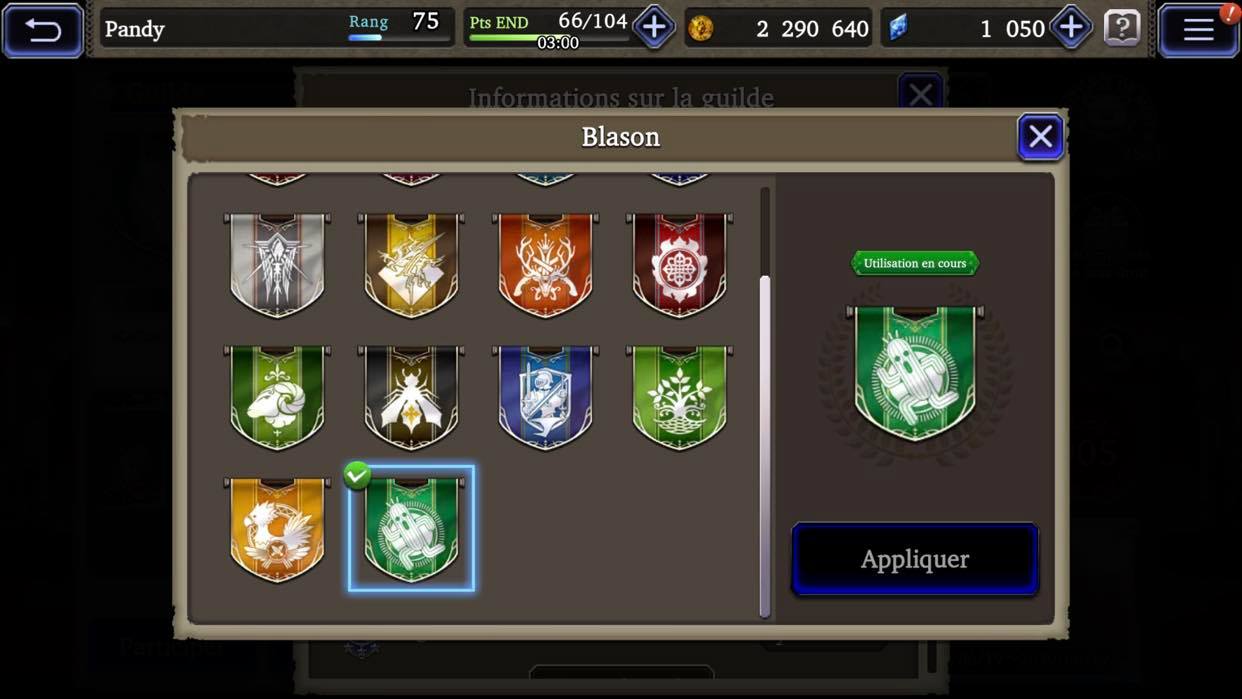 Pandy
Rang 75
Pts END 66/104
03:00
2 290 640
1 050
?
!
Informations sur la guilde
Blason
Utilisation en cours
Appliquer
Participer